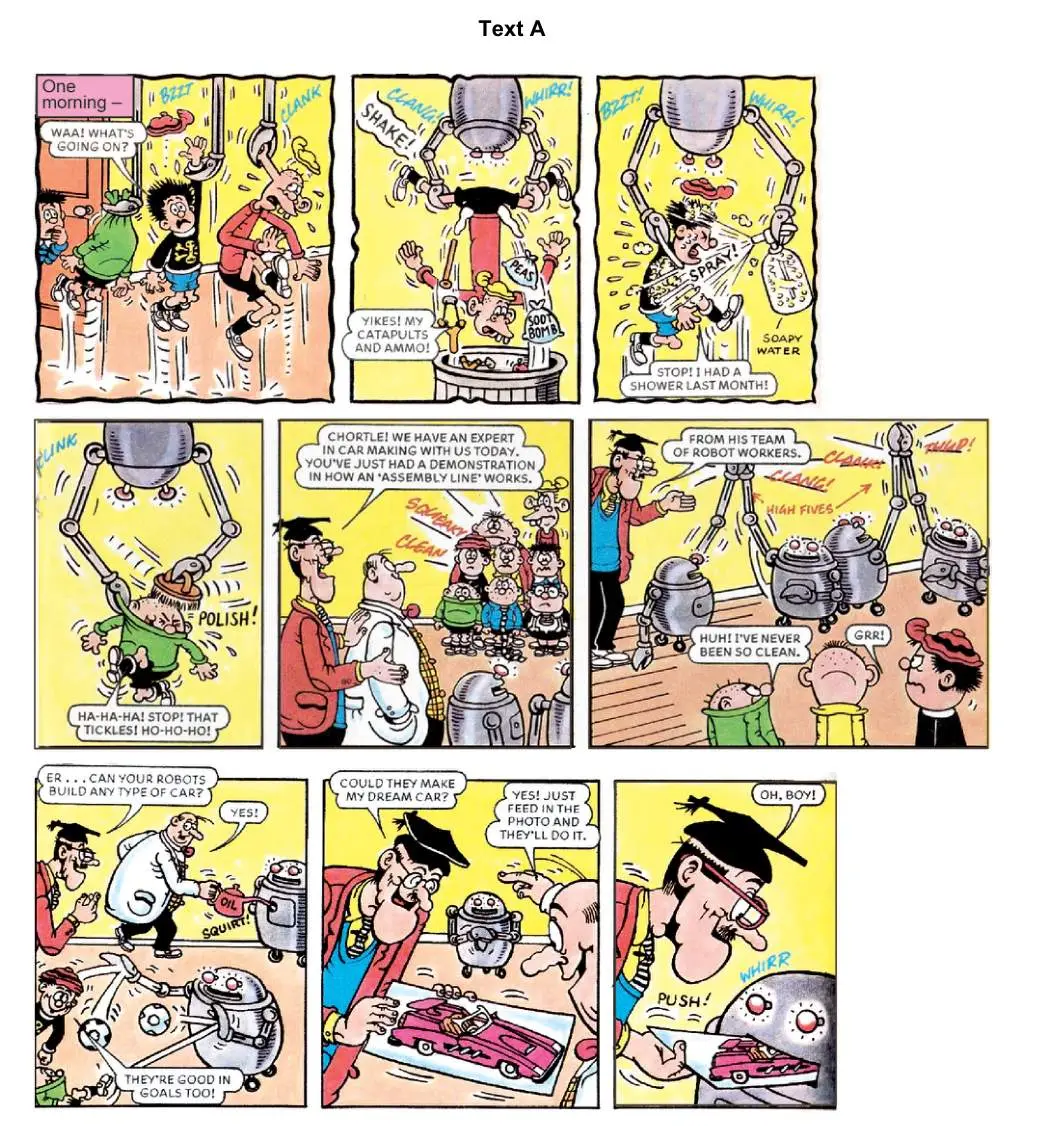 Text A
One
morning –
BZZT
CLANK
WAA! WHAT'S
GOING ON?
CLANG!
WHIRR!
SHAKE!
PEAS
SOOT
BOMB
YIKES! MY
CATAPULTS
AND AMMO!
BZZT!
WHIRR!
SPRAY!
SOAPY
WATER
STOP! I HAD A
SHOWER LAST MONTH!
POLISH!
HA-HA-HA! STOP! THAT
TICKLES! HO-HO-HO!
CHORTLE! WE HAVE AN EXPERT
IN CAR MAKING WITH US TODAY.
YOU'VE JUST HAD A DEMONSTRATION
IN HOW AN 'ASSEMBLY LINE' WORKS.
SQUEAKY
CLEAN
FROM HIS TEAM
OF ROBOT WORKERS.
CLANK!
CLANG!
HIGH FIVES
HUH! I'VE NEVER
BEEN SO CLEAN.
GRR!
ER . . . CAN YOUR ROBOTS
BUILD ANY TYPE OF CAR?
YES!
OIL
SQUIRT!
THEY'RE GOOD IN
GOALS TOO!
COULD THEY MAKE
MY DREAM CAR?
YES! JUST
FEED IN THE
PHOTO AND
THEY'LL DO IT.
OH, BOY!
WHIRR
PUSH!